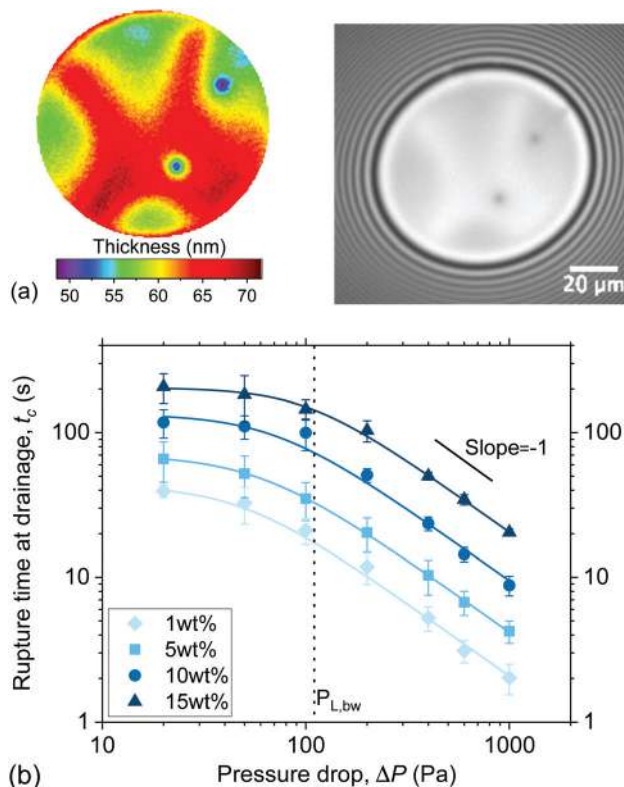 Thickness (nm)
50 55 60 65 70
(a)
20 µm
Rupture time at drainage, t_c (s)
100
10
1
100
10
1
Slope=-1
1wt%
5wt%
10wt%
15wt%
P_L,bw
10 100 1000
Pressure drop, ΔP (Pa)
(b)